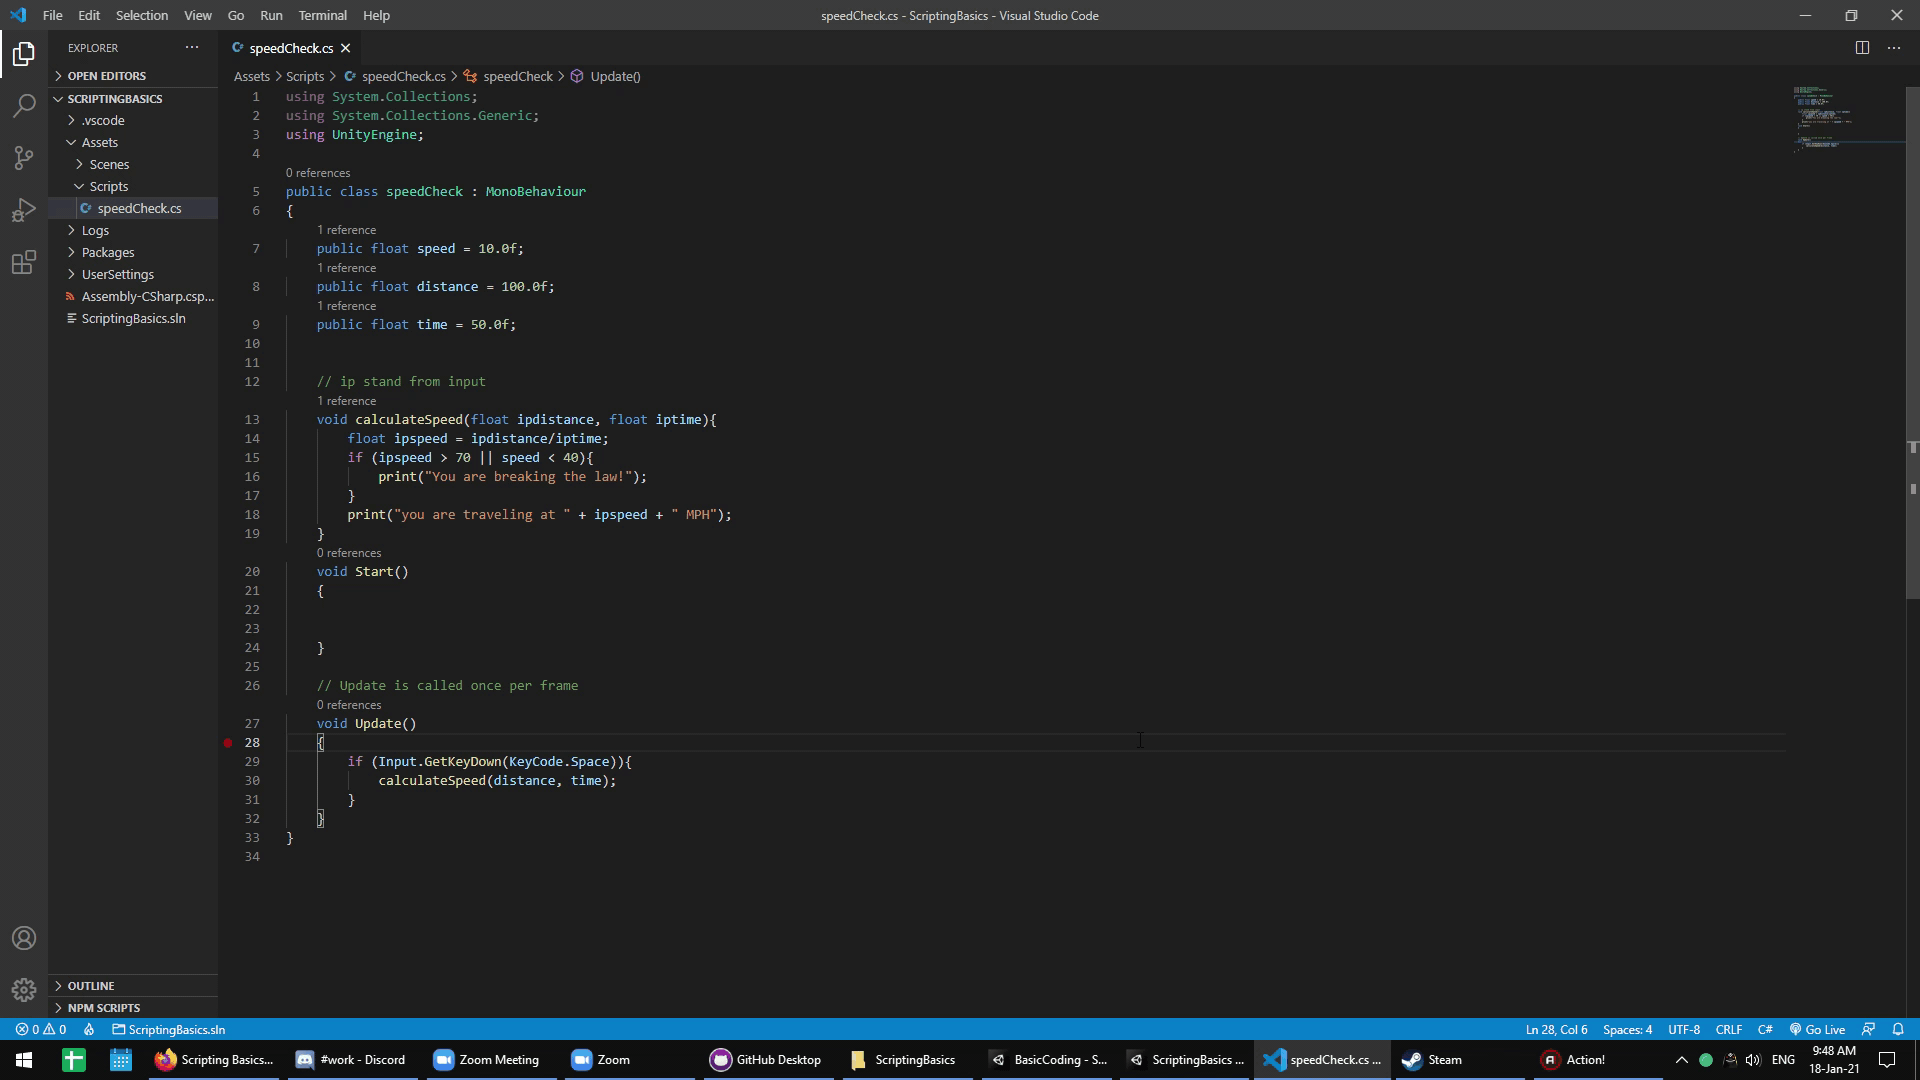 File Edit Selection View Go Run Terminal Help
speedCheck.cs - ScriptingBasics - Visual Studio Code
EXPLORER
OPEN EDITORS
SCRIPTINGBASICS
.vscode
Assets
Scenes
Scripts
speedCheck.cs
Logs
Packages
UserSettings
Assembly-CSharp.csp...
ScriptingBasics.sln
OUTLINE
NPM SCRIPTS
speedCheck.cs
Assets > Scripts > speedCheck.cs > speedCheck > Update()
1 using System.Collections;
2 using System.Collections.Generic;
3 using UnityEngine;
4
0 references
5 public class speedCheck : MonoBehaviour
6 {
1 reference
7 public float speed = 10.0f;
1 reference
8 public float distance = 100.0f;
1 reference
9 public float time = 50.0f;
10
11
12 // ip stand from input
1 reference
13 void calculateSpeed(float ipdistance, float iptime){
14 float ipspeed = ipdistance/iptime;
15 if (ipspeed > 70 || speed < 40){
16 print("You are breaking the law!");
17 }
18 print("you are traveling at " + ipspeed + " MPH");
19 }
0 references
20 void Start()
21 {
22
23
24 }
25
26 // Update is called once per frame
0 references
27 void Update()
28 {
29 if (Input.GetKeyDown(KeyCode.Space)){
30 calculateSpeed(distance, time);
31 }
32 }
33 }
34
0 0 ScriptingBasics.sln
Ln 28, Col 6 Spaces: 4 UTF-8 CRLF C# Go Live
Scripting Basics... #work - Discord Zoom Meeting Zoom GitHub Desktop ScriptingBasics BasicCoding - S... ScriptingBasics ... speedCheck.cs ... Steam Action! ENG
9:48 AM
18-Jan-21